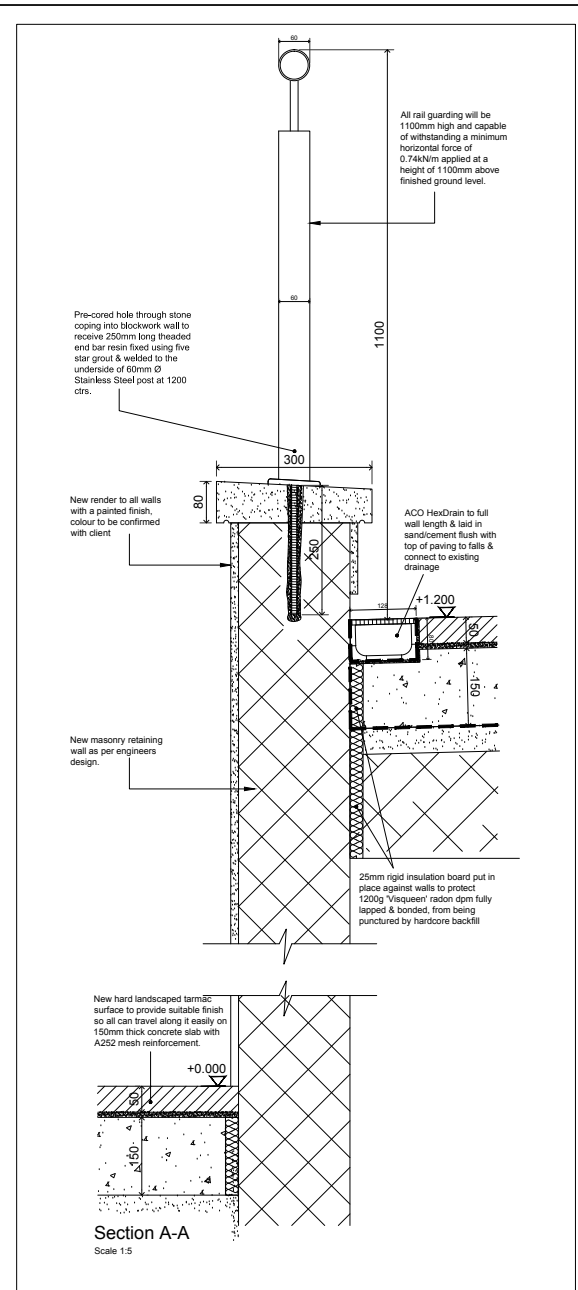 60
All rail guarding will be
1100mm high and capable
of withstanding a minimum
horizontal force of
0.74kN/m applied at a
height of 1100mm above
finished ground level.
60
1100
Pre-cored hole through stone
coping into blockwork wall to
receive 250mm long theaded
end bar resin fixed using five
star grout & welded to the
underside of 60mm Ø
Stainless Steel post at 1200
ctrs.
300
80
250
New render to all walls
with a painted finish,
colour to be confirmed
with client
ACO HexDrain to full
wall length & laid in
sand/cement flush with
top of paving to falls &
connect to existing
drainage
128
+1.200
50
150
New masonry retaining
wall as per engineers
design.
25mm rigid insulation board put in
place against walls to protect
1200g 'Visqueen' radon dpm fully
lapped & bonded, from being
punctured by hardcore backfill
New hard landscaped tarmac
surface to provide suitable finish
so all can travel along it easily on
150mm thick concrete slab with
A252 mesh reinforcement.
+0.000
50
150
Section A-A
Scale 1:5